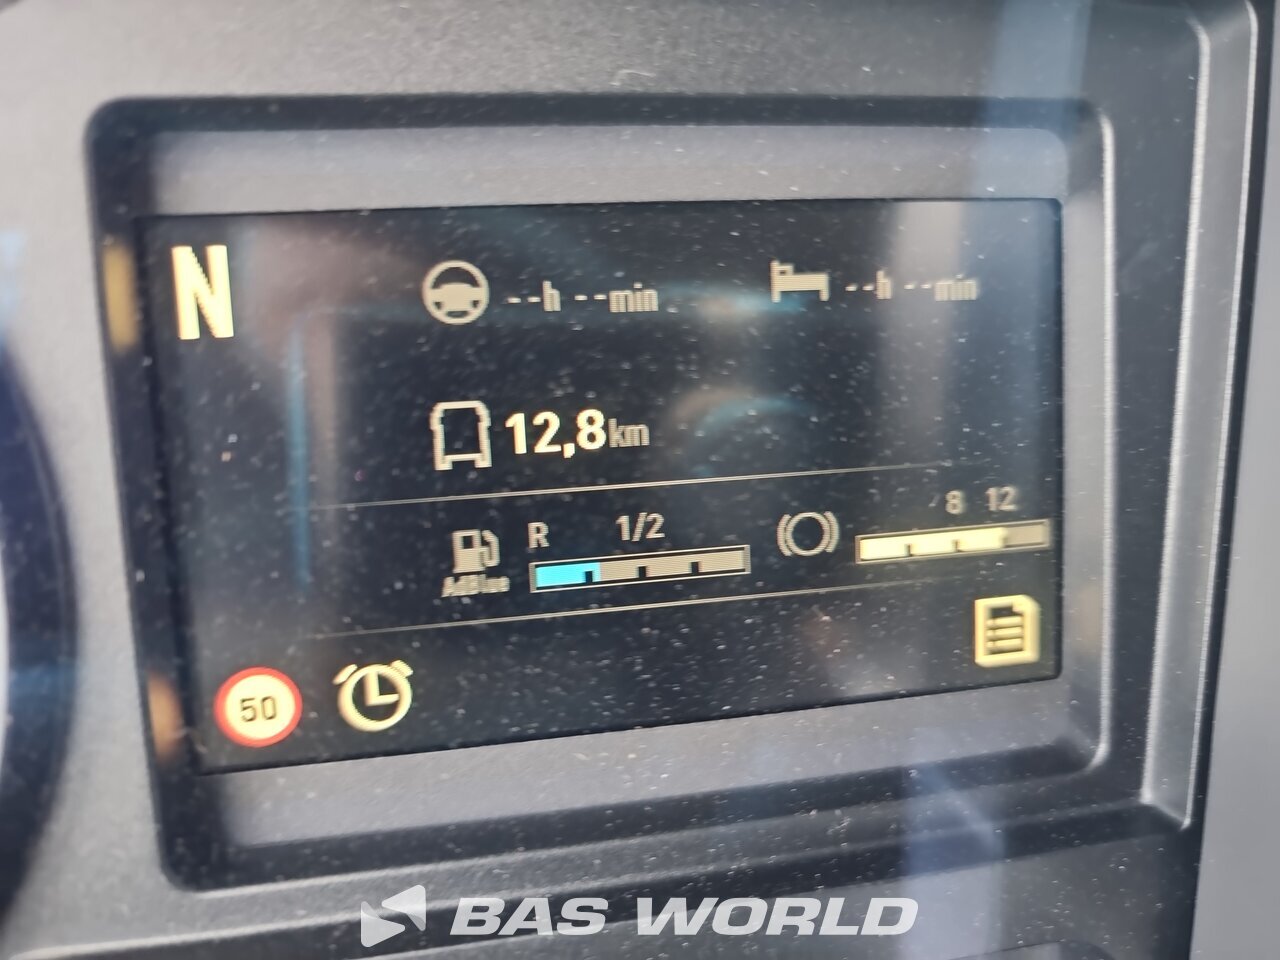 N
--h --min
--h --min
12,8km
R 1/2
8 12
AdBlue
50
BAS WORLD